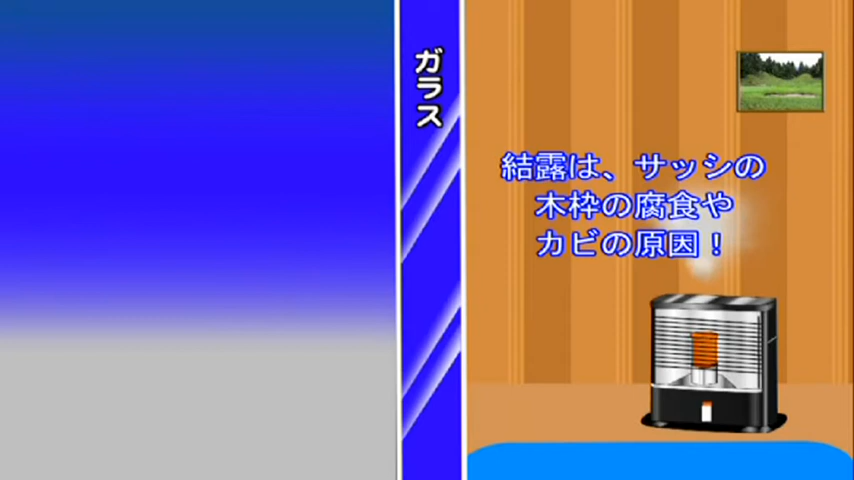 ガラス
結露は、サッシの
木枠の腐食や
カビの原因！